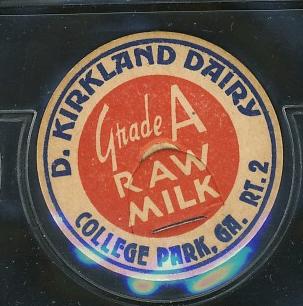 D. KIRKLAND DAIRY
Grade A
RAW
MILK
COLLEGE PARK, GA. RT. 2